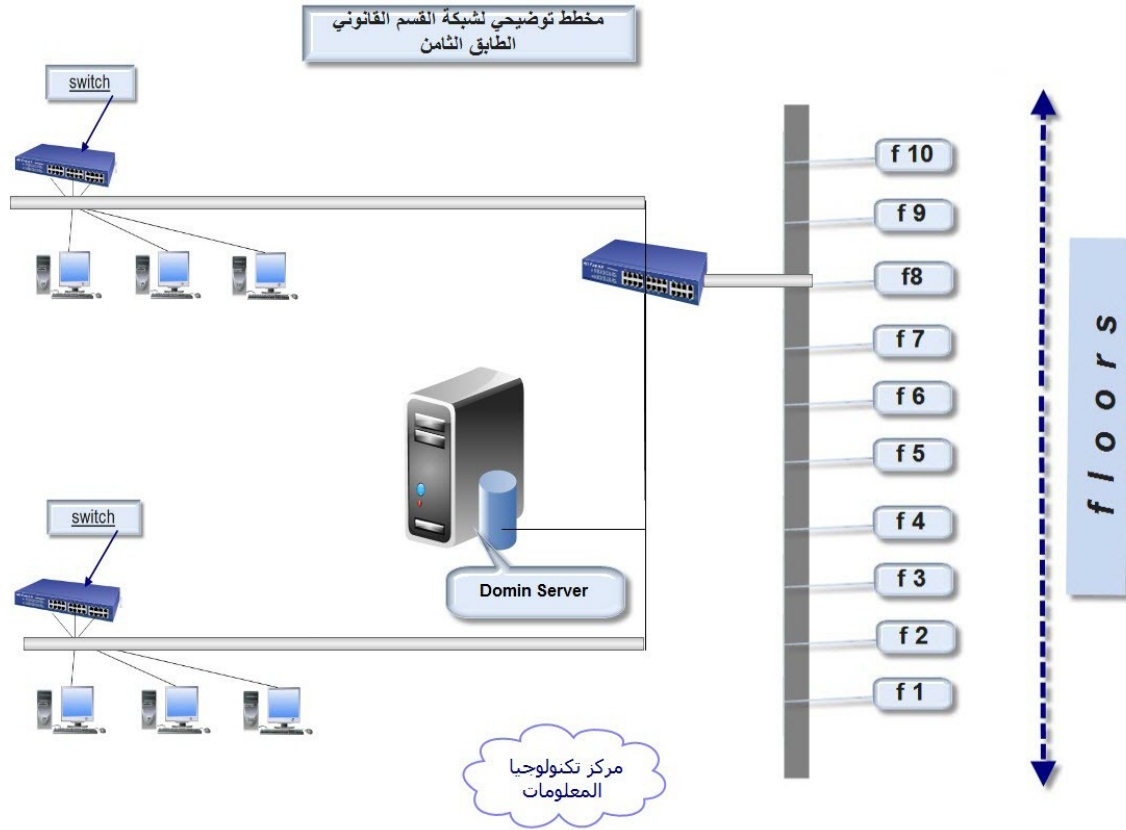 مخطط توضيحي لشبكة القسم القانوني
الطابق الثامن
switch
f 10
f 9
f8
f 7
f 6
f 5
f 4
f 3
f 2
f 1
floors
Domin Server
switch
مركز تكنولوجيا
المعلومات